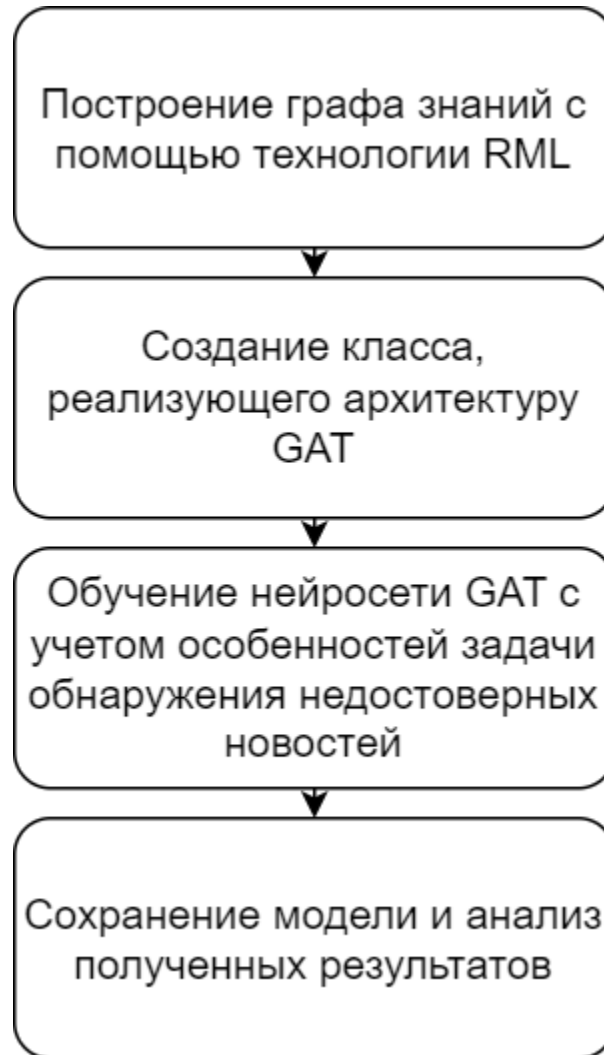 Построение графа знаний с
помощью технологии RML
Создание класса,
реализующего архитектуру
GAT
Обучение нейросети GAT с
учетом особенностей задачи
обнаружения недостоверных
новостей
Сохранение модели и анализ
полученных результатов